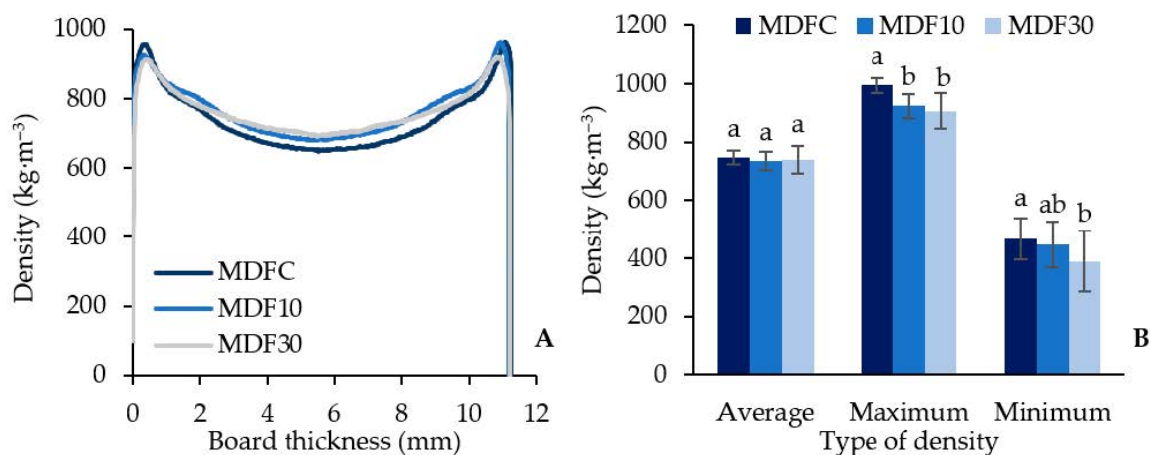 1000
800
600
400
200
0
Density (kg·m⁻³)
MDFC
MDF10
MDF30
A
0 2 4 6 8 10 12
Board thickness (mm)
1200
1000
800
600
400
200
0
Density (kg·m⁻³)
MDFC MDF10 MDF30
a b b
a a a
a ab b
B
Average Maximum Minimum
Type of density